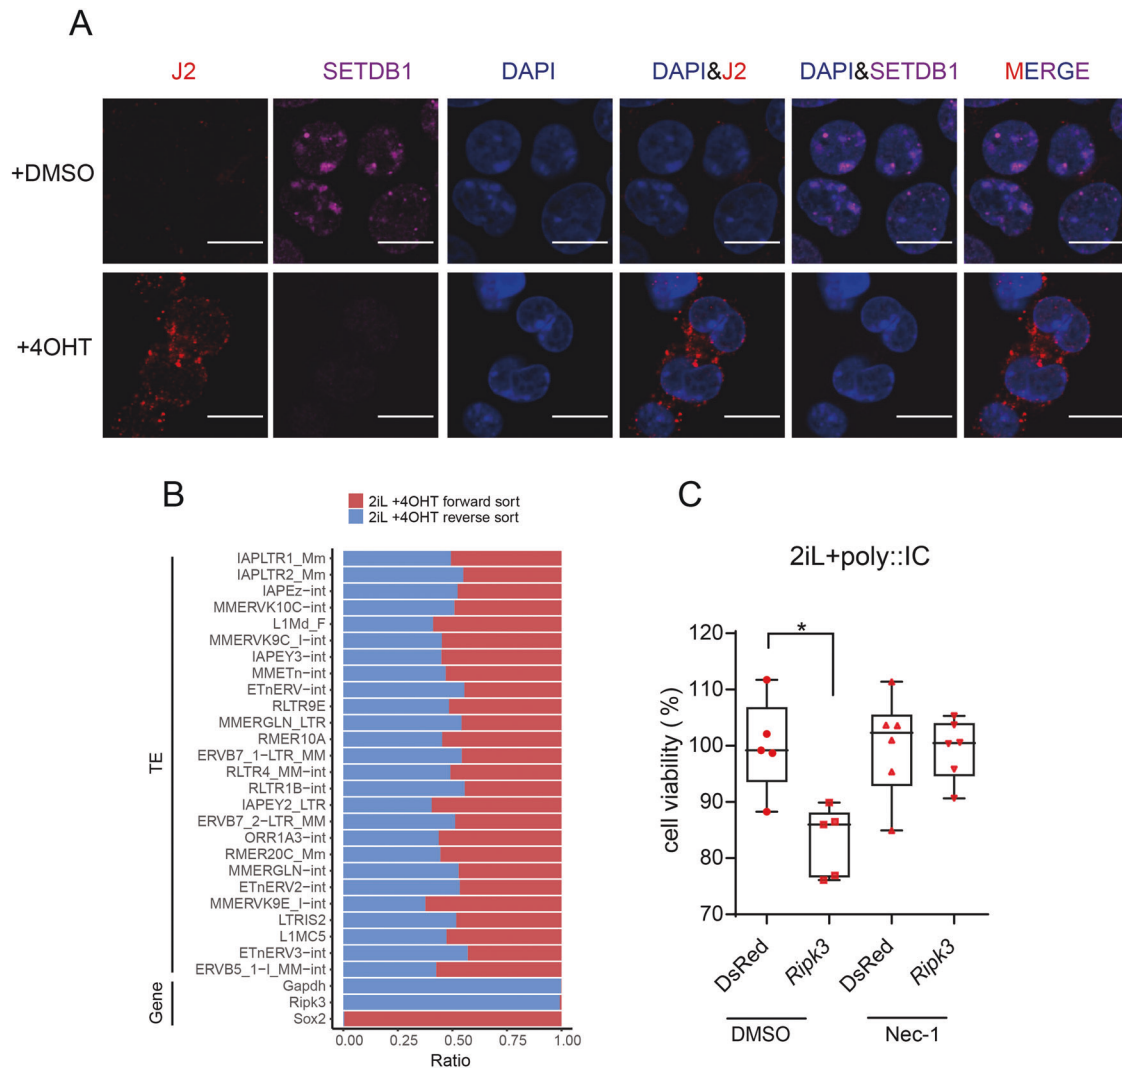 A
J2 SETDB1 DAPI DAPI&J2 DAPI&SETDB1 MERGE
+DMSO
+4OHT
B
2iL +4OHT forward sort
2iL +4OHT reverse sort
TE
IAPLTR1_Mm
IAPLTR2_Mm
IAPEz−int
MMERVK10C−int
L1Md_F
MMERVK9C_I−int
IAPEY3−int
MMETn−int
ETnERV−int
RLTR9E
MMERGLN_LTR
RMER10A
ERVB7_1−LTR_MM
RLTR4_MM−int
RLTR1B−int
IAPEY2_LTR
ERVB7_2−LTR_MM
ORR1A3−int
RMER20C_Mm
MMERGLN−int
ETnERV2−int
MMERVK9E_I−int
LTRIS2
L1MC5
ETnERV3−int
ERVB5_1−I_MM−int
Gene
Gapdh
Ripk3
Sox2
0.00 0.25 0.50 0.75 1.00
Ratio
C
2iL+poly::IC
cell viability ( %)
120
110
100
90
80
70
*
DsRed Ripk3 DsRed Ripk3
DMSO Nec-1